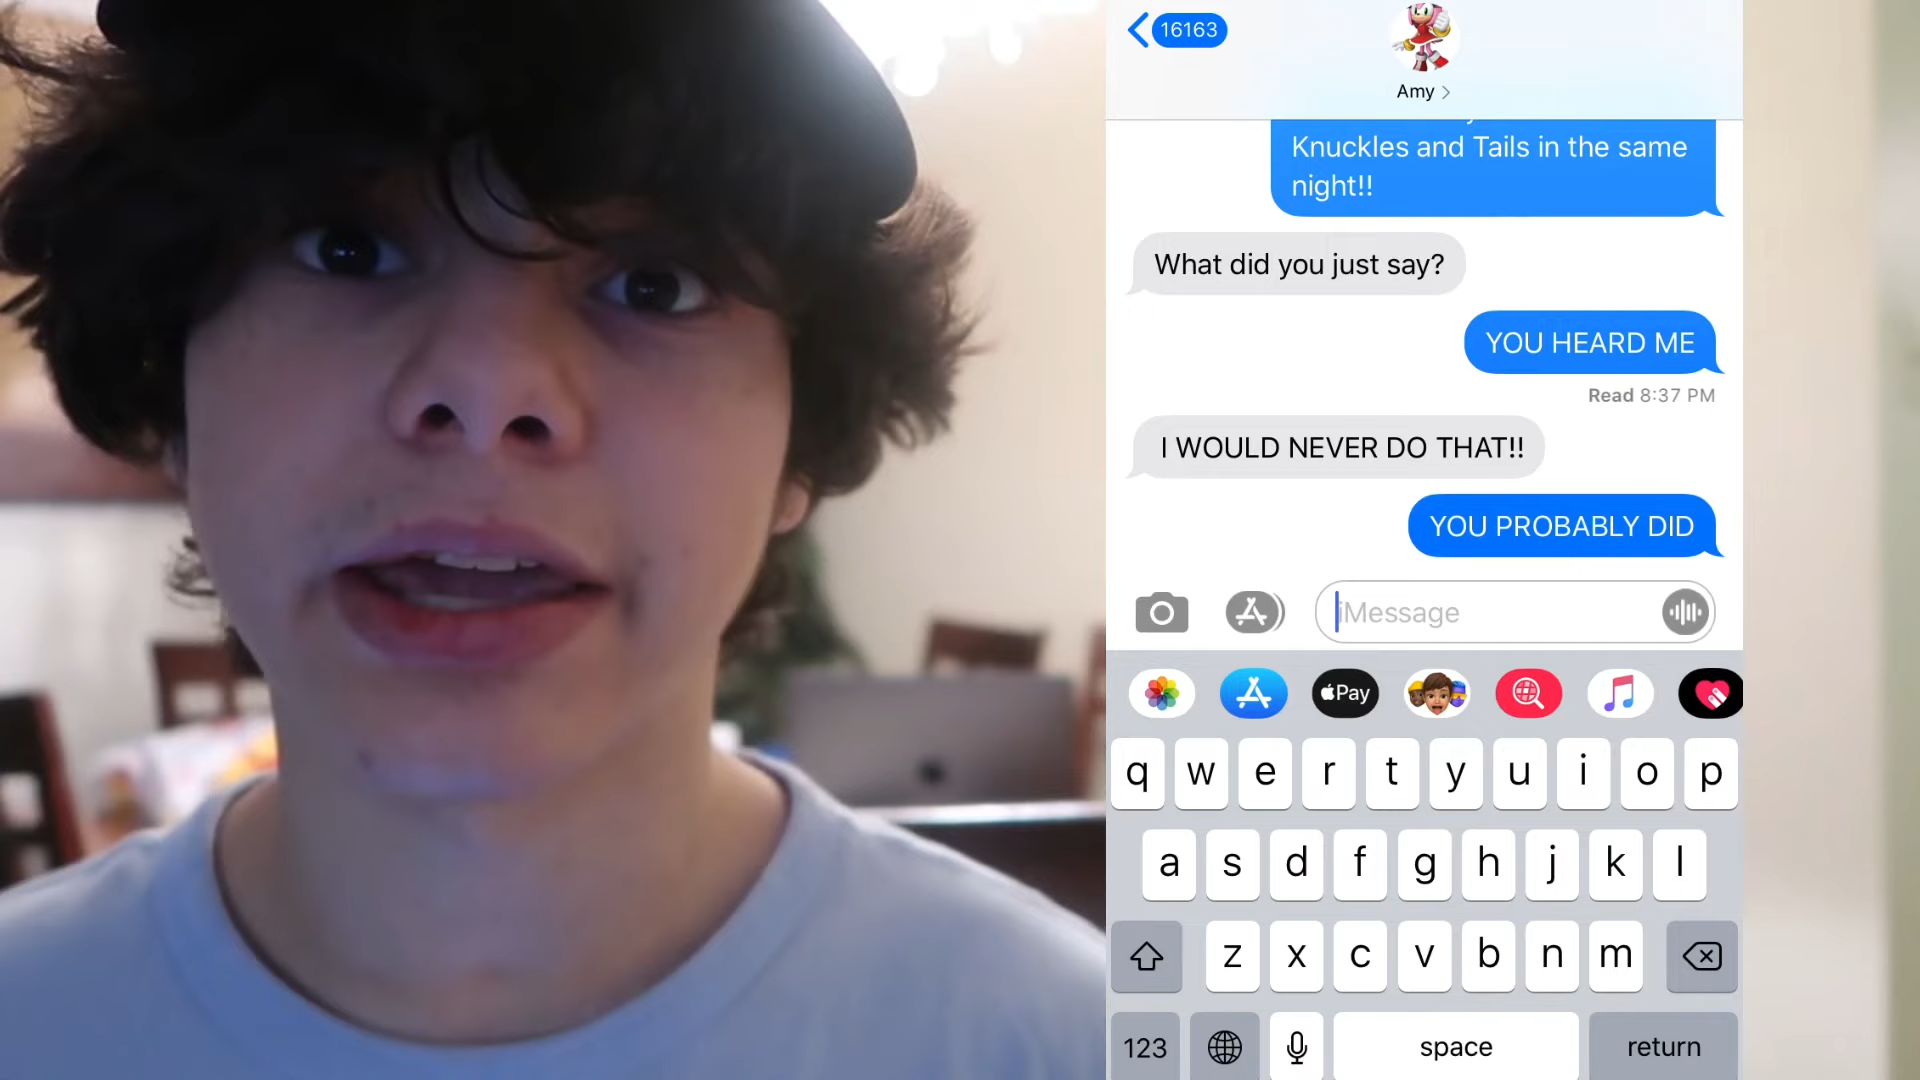 16163
Amy
Knuckles and Tails in the same
night!!
What did you just say?
YOU HEARD ME
Read 8:37 PM
I WOULD NEVER DO THAT!!
YOU PROBABLY DID
iMessage
Pay
q w e r t y u i o p
a s d f g h j k l
z x c v b n m
123 space return